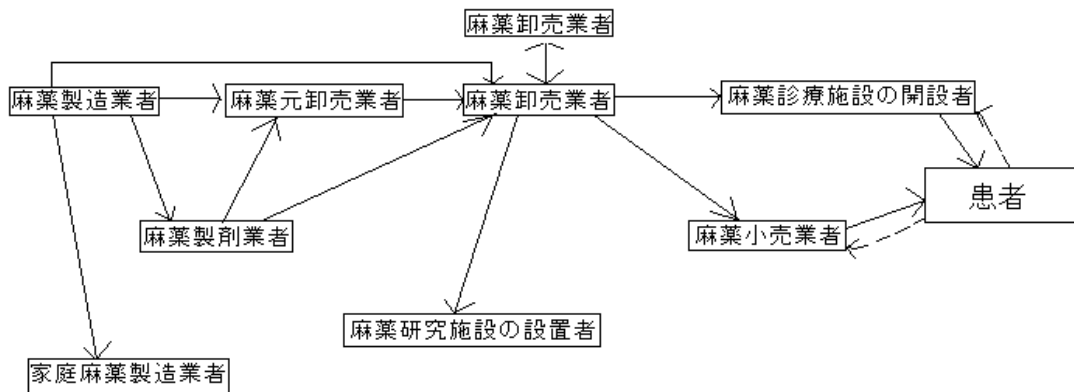 麻薬卸売業者
麻薬製造業者
麻薬元卸売業者
麻薬卸売業者
麻薬診療施設の開設者
患者
麻薬製剤業者
麻薬小売業者
麻薬研究施設の設置者
家庭麻薬製造業者